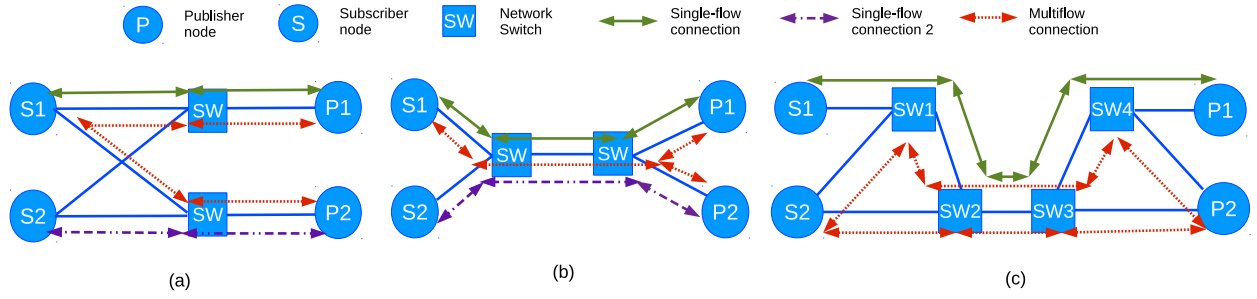 P Publisher node
S Subscriber node
SW Network Switch
Single-flow connection
Single-flow connection 2
Multiflow connection
S1 SW P1
S2 SW P2
(a)
S1 P1
SW SW
S2 P2
(b)
S1 SW1 SW4 P1
S2 SW2 SW3 P2
(c)